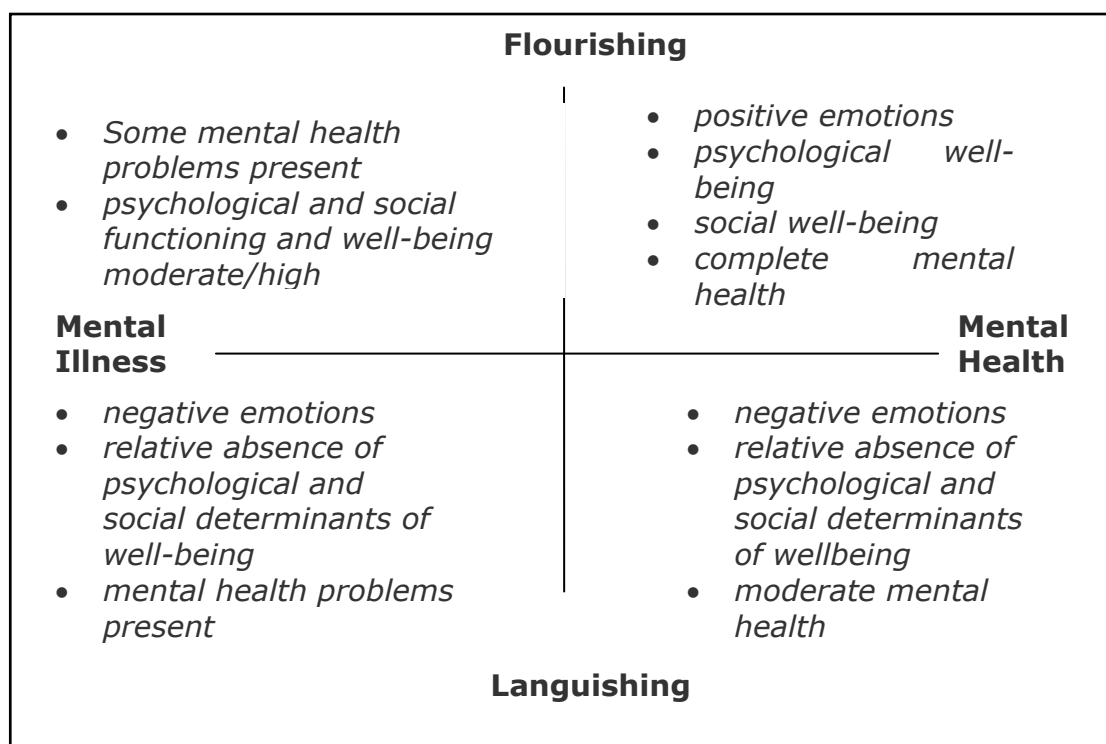 Flourishing
• Some mental health
problems present
• psychological and social
functioning and well-being
moderate/high
• positive emotions
• psychological well-
being
• social well-being
• complete mental
health
Mental
Illness
Mental
Health
• negative emotions
• relative absence of
psychological and
social determinants of
well-being
• mental health problems
present
• negative emotions
• relative absence of
psychological and
social determinants
of wellbeing
• moderate mental
health
Languishing